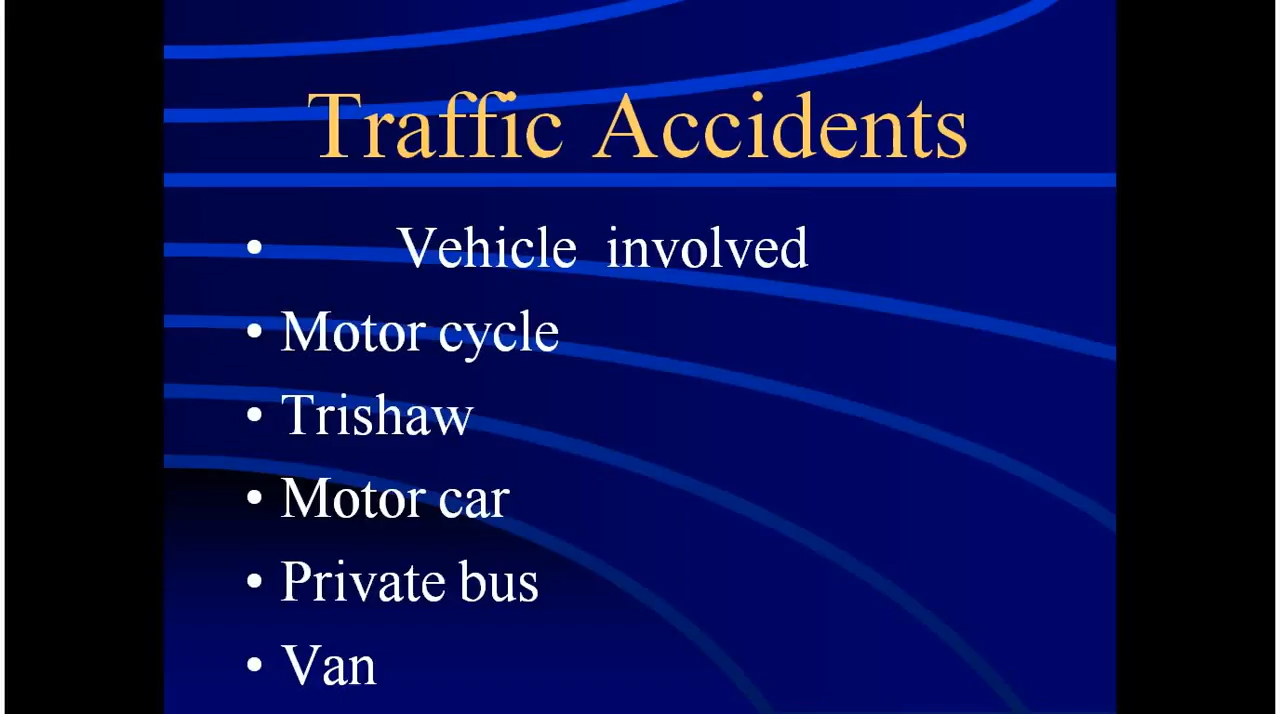 Traffic Accidents
• Vehicle involved
• Motor cycle
• Trishaw
• Motor car
• Private bus
• Van